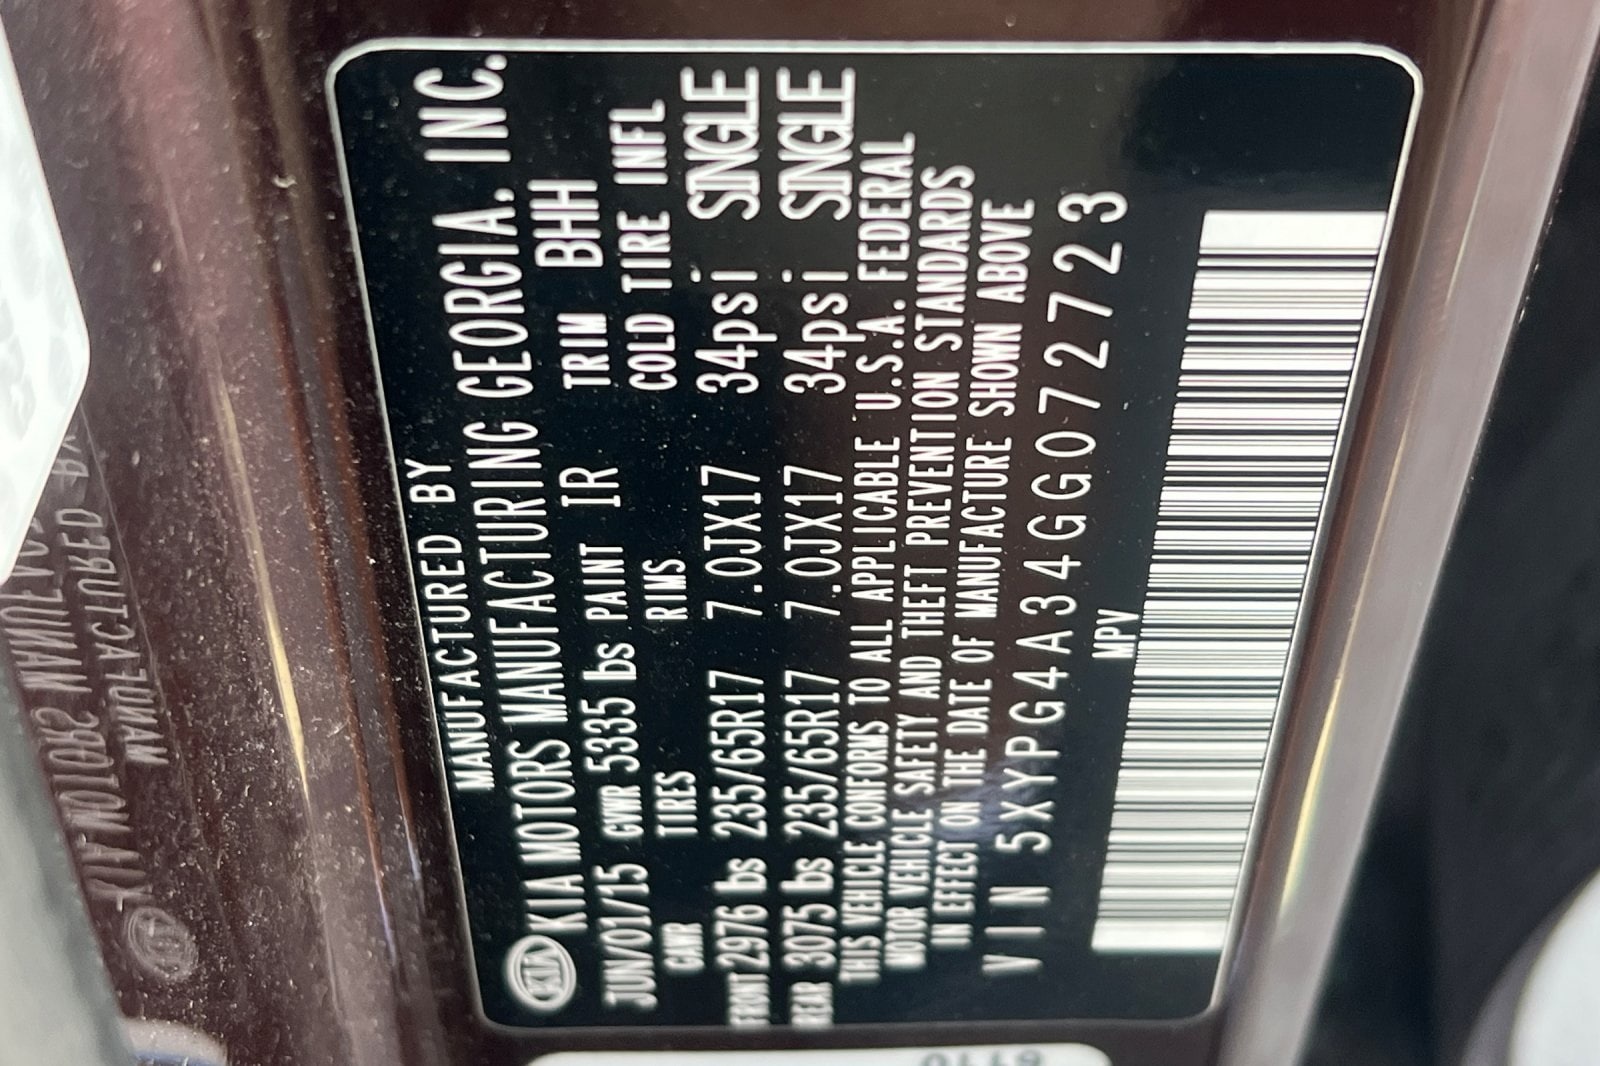 MANUFACTURED BY
KIA KIA MOTORS MANUFACTURING GEORGIA, INC.
JUN/01/15 GVWR 5335 lbs PAINT IR TRIM BHH
GAWR TIRES RIMS COLD TIRE INFL
FRONT 2976 lbs 235/65R17 7.0JX17 34psi SINGLE
REAR 3075 lbs 235/65R17 7.0JX17 34psi SINGLE
THIS VEHICLE CONFORMS TO ALL APPLICABLE U.S.A. FEDERAL
MOTOR VEHICLE SAFETY AND THEFT PREVENTION STANDARDS
IN EFFECT ON THE DATE OF MANUFACTURE SHOWN ABOVE
VIN 5XYPG4A34GG072723
MPV